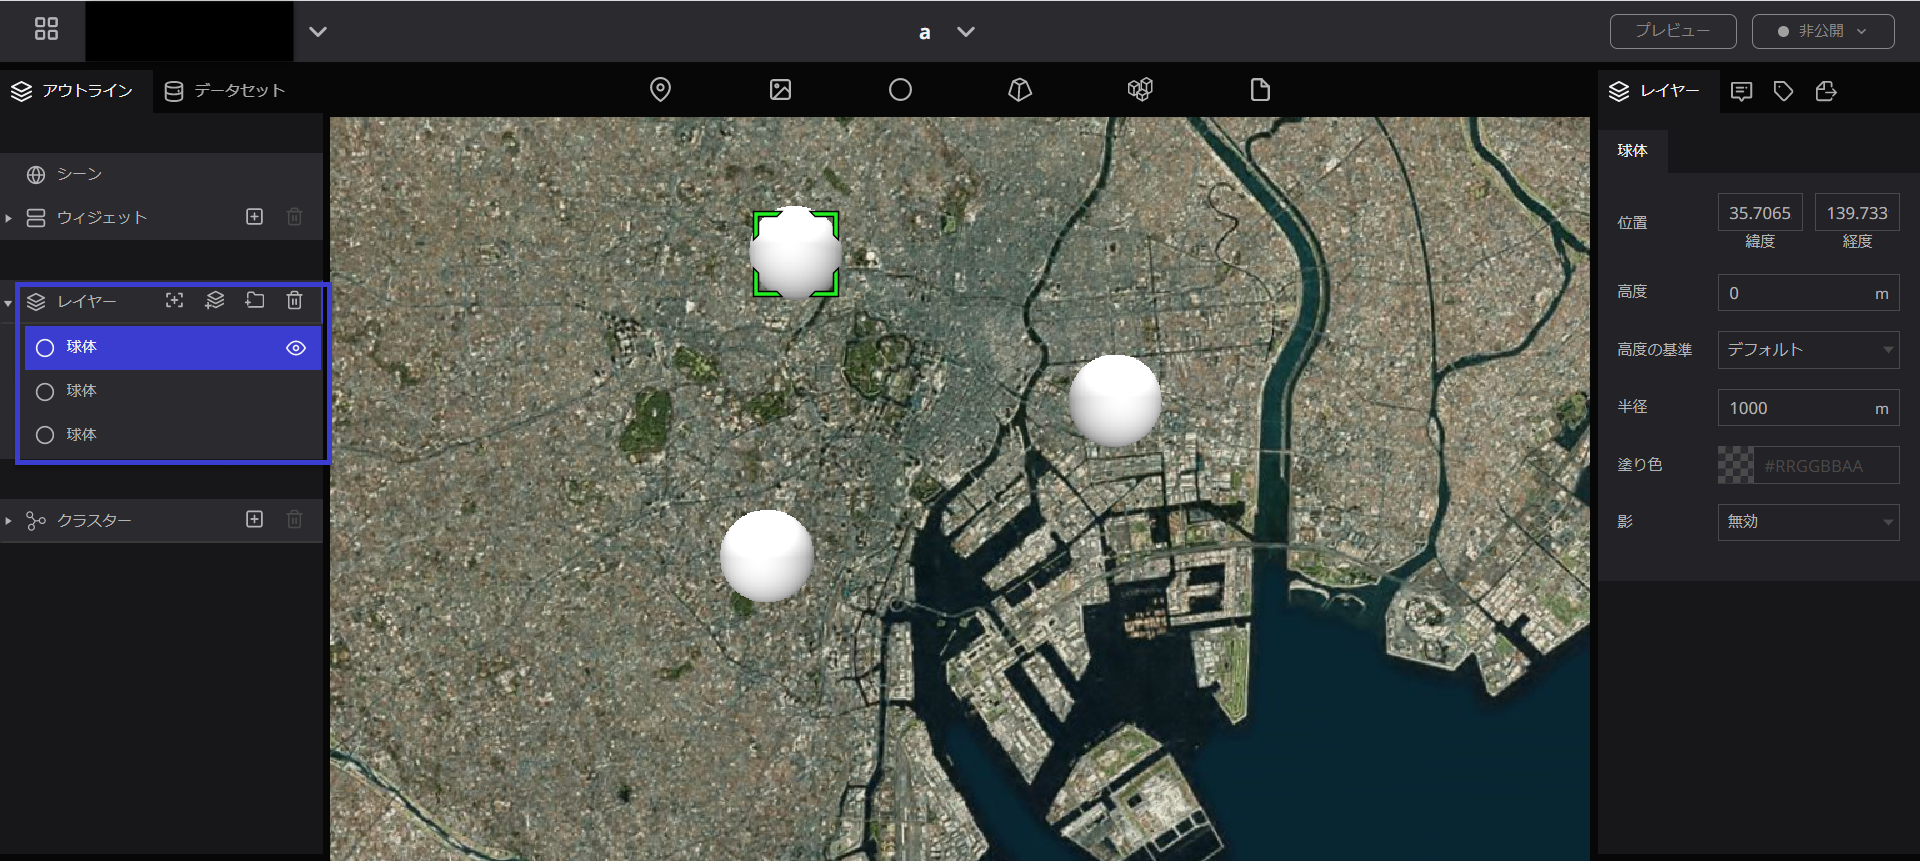 a
プレビュー
非公開
アウトライン
データセット
レイヤー
シーン
ウィジェット
レイヤー
球体
球体
球体
クラスター
球体
位置
35.7065
139.733
緯度
経度
高度
0 m
高度の基準
デフォルト
半径
1000 m
塗り色
#RRGGBBAA
影
無効